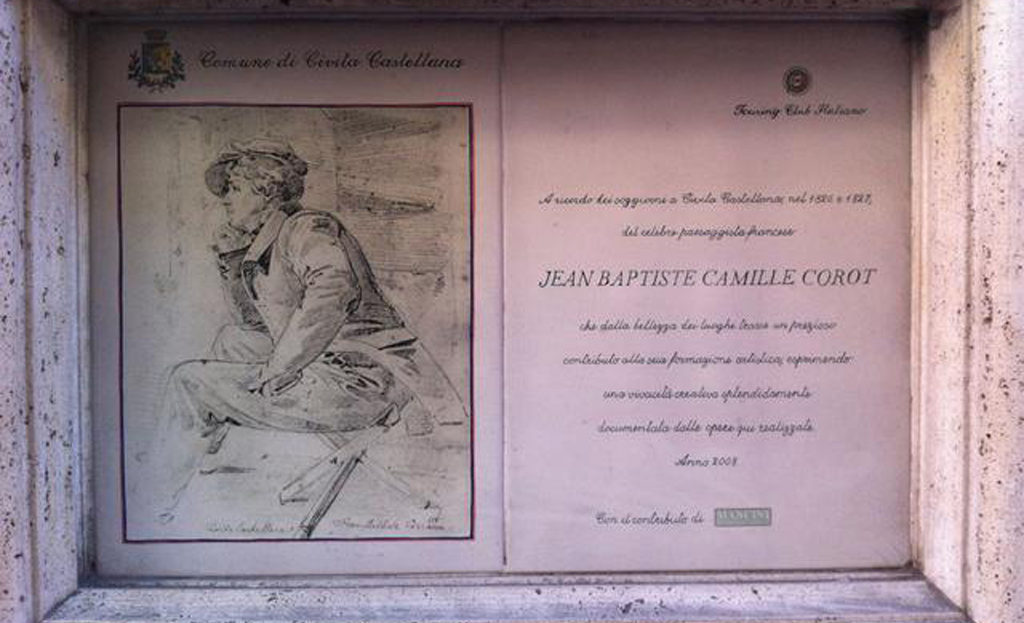 Comune di Civita Castellana
Touring Club Italiano
A ricordo dei soggiorni a Civita Castellana, nel 1826 e 1827,
del celebre paesaggista francese
JEAN BAPTISTE CAMILLE COROT
che dalla bellezza dei luoghi trasse un prezioso
contributo alla sua formazione artistica, esprimendo
una vivacità creativa splendidamente
documentata dalle opere qui realizzate.
Anno 2008
Con il contributo di MANCINI